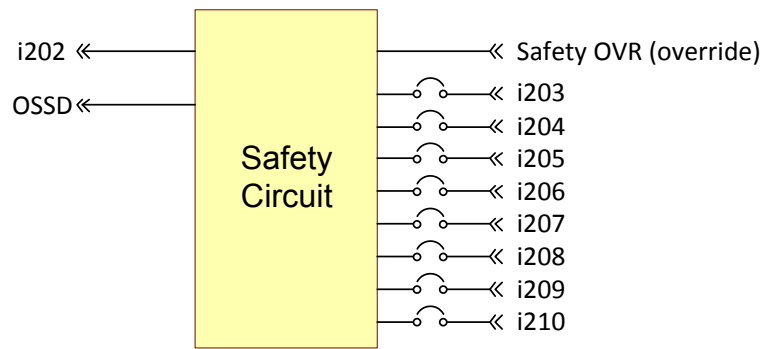 i202
Safety OVR (override)
OSSD
i203
i204
i205
i206
i207
i208
i209
i210
Safety
Circuit